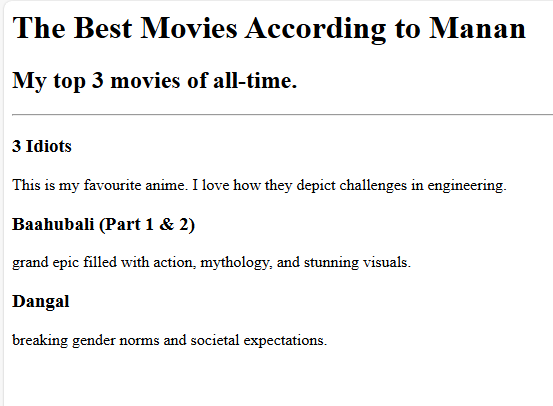 The Best Movies According to Manan
My top 3 movies of all-time.
3 Idiots
This is my favourite anime. I love how they depict challenges in engineering.
Baahubali (Part 1 & 2)
grand epic filled with action, mythology, and stunning visuals.
Dangal
breaking gender norms and societal expectations.